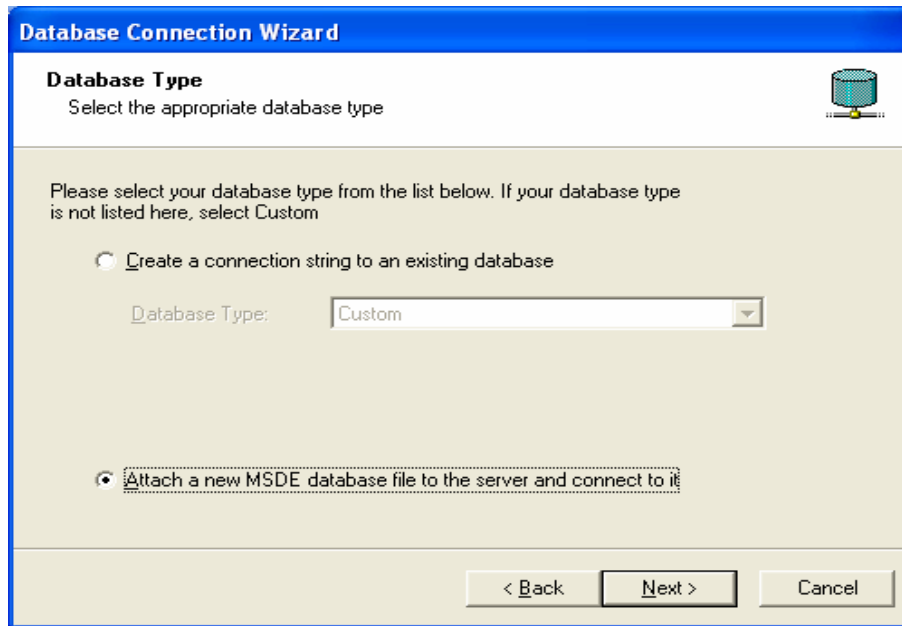 Database Connection Wizard
Database Type
Select the appropriate database type
Please select your database type from the list below. If your database type
is not listed here, select Custom
Create a connection string to an existing database
Database Type: Custom
Attach a new MSDE database file to the server and connect to it
< Back Next > Cancel